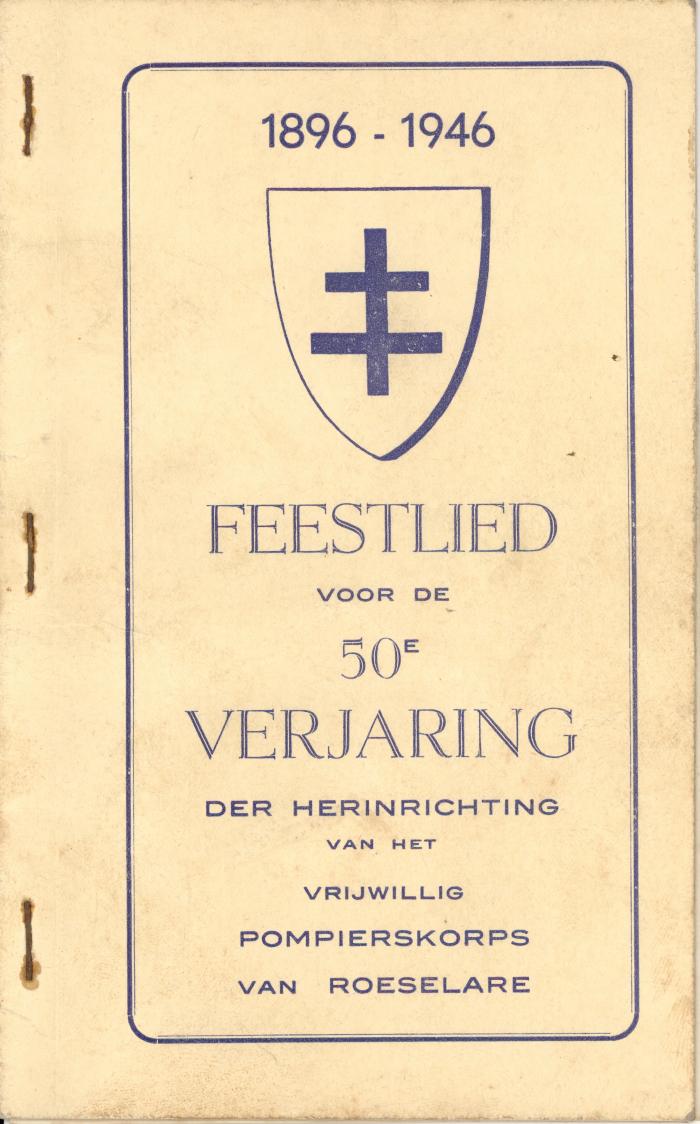 1896 - 1946
FEESTLIED
VOOR DE
50E
VERJARING
DER HERINRICHTING
VAN HET
VRIJWILLIG
POMPIERSKORPS
VAN ROESELARE